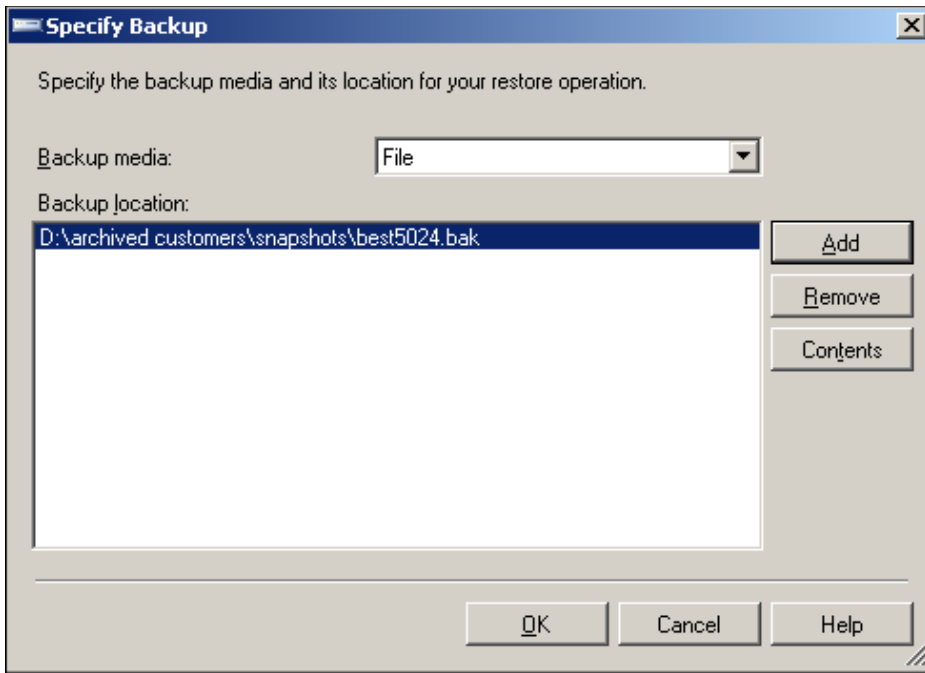 Specify Backup
Specify the backup media and its location for your restore operation.
Backup media:
File
Backup location:
D:\archived customers\snapshots\best5024.bak
Add
Remove
Contents
OK
Cancel
Help